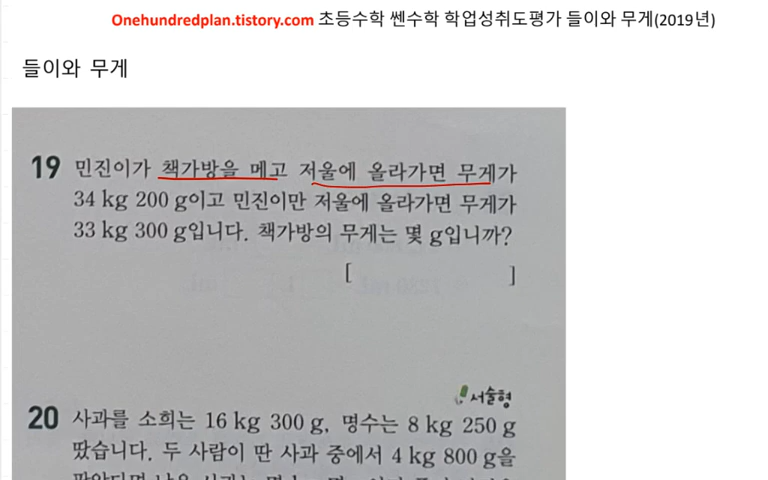 Onehundredplan.tistory.com 초등수학 쎈수학 학업성취도평가 들이와 무게(2019년)
들이와 무게
19 민진이가 책가방을 메고 저울에 올라가면 무게가
34 kg 200 g이고 민진이만 저울에 올라가면 무게가
33 kg 300 g입니다. 책가방의 무게는 몇 g입니까?
[ ]
서술형
20 사과를 소희는 16 kg 300 g, 명수는 8 kg 250 g
땄습니다. 두 사람이 딴 사과 중에서 4 kg 800 g을